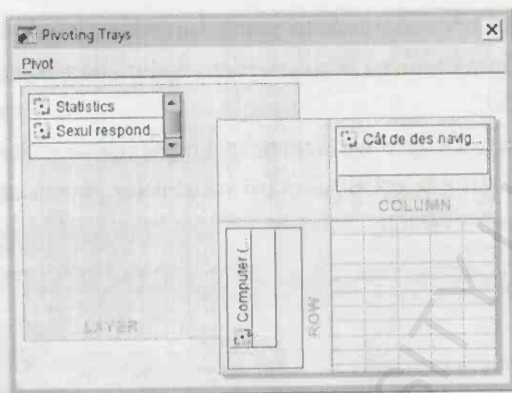 Pivoting Trays
Pivot
Statistics
Sexul respond...
Cât de des navig...
COLUMN
Computer (...
ROW
LAYER